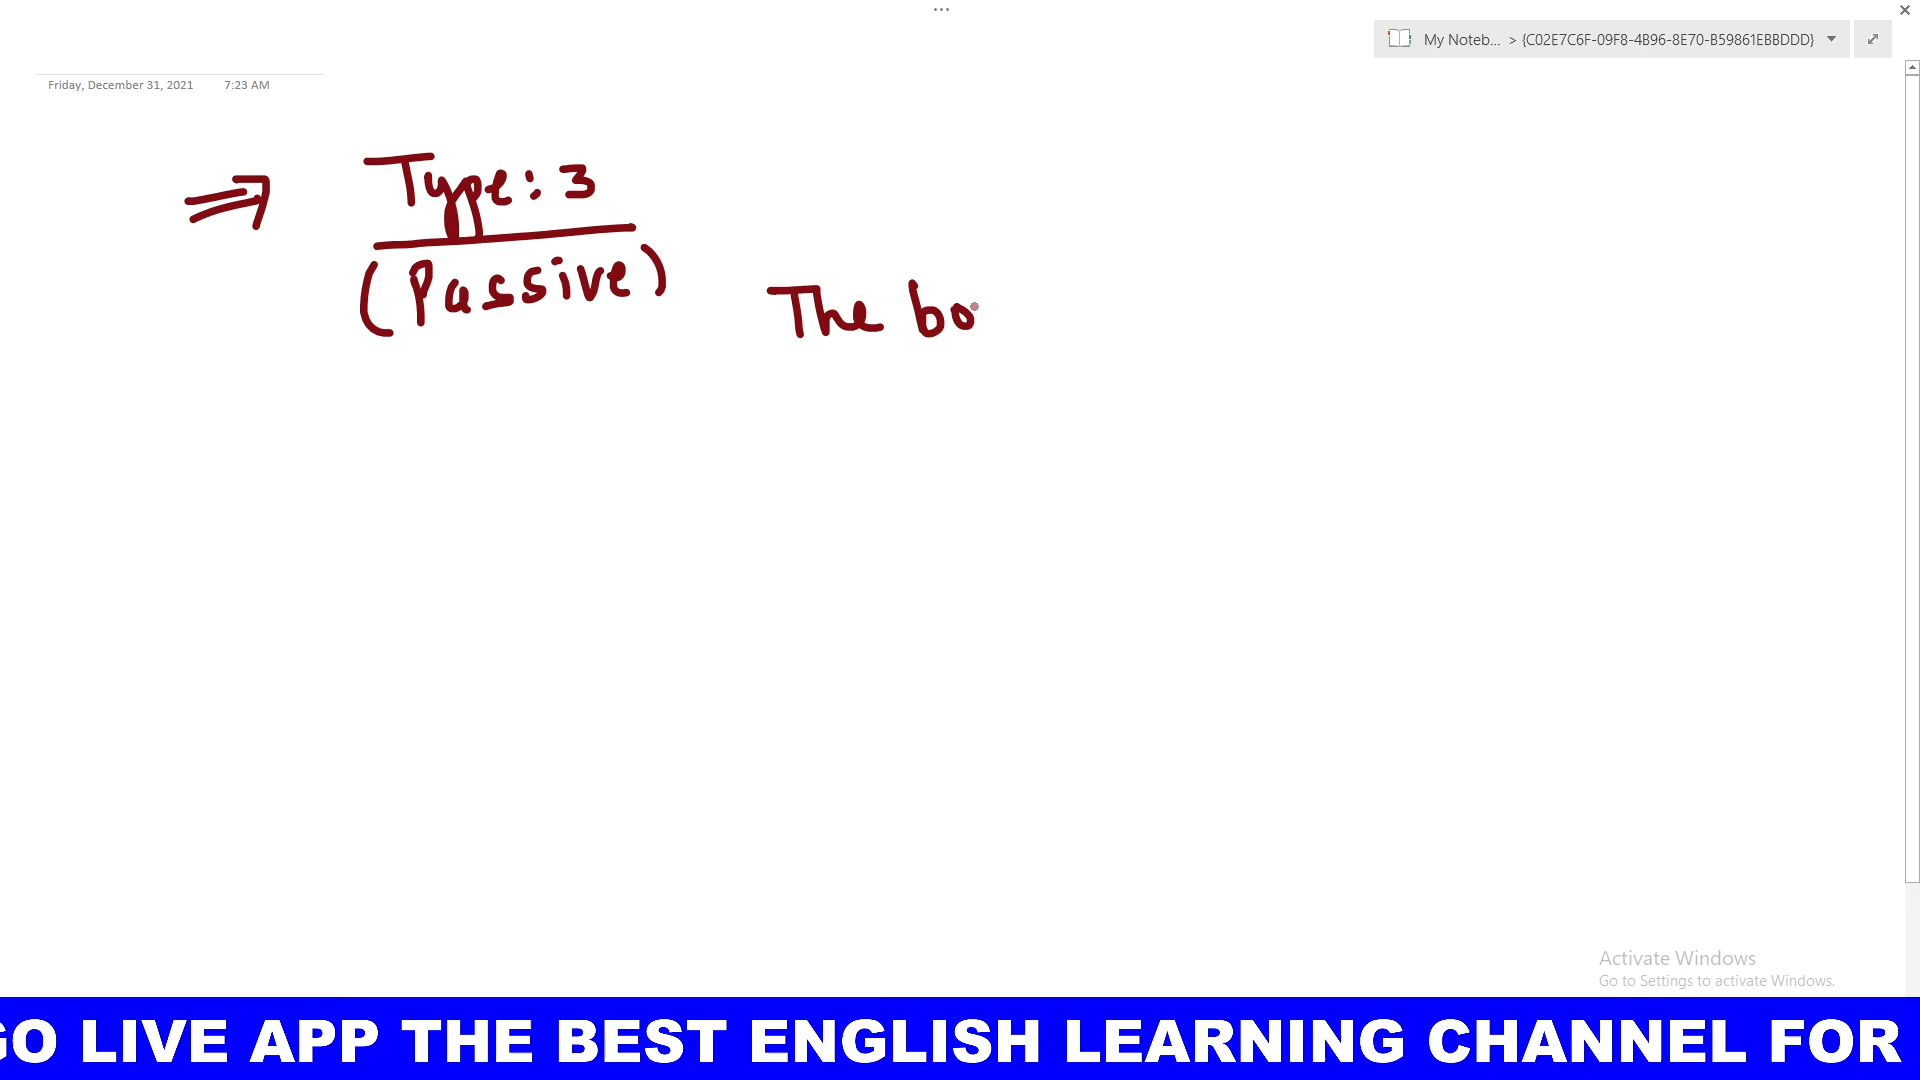 ...
My Noteb... > {C02E7C6F-09F8-4B96-8E70-B59861EBBDDD}
Friday, December 31, 2021 7:23 AM
⇒ Type: 3
(Passive)
The bo
Activate Windows
Go to Settings to activate Windows.
GO LIVE APP THE BEST ENGLISH LEARNING CHANNEL FOR